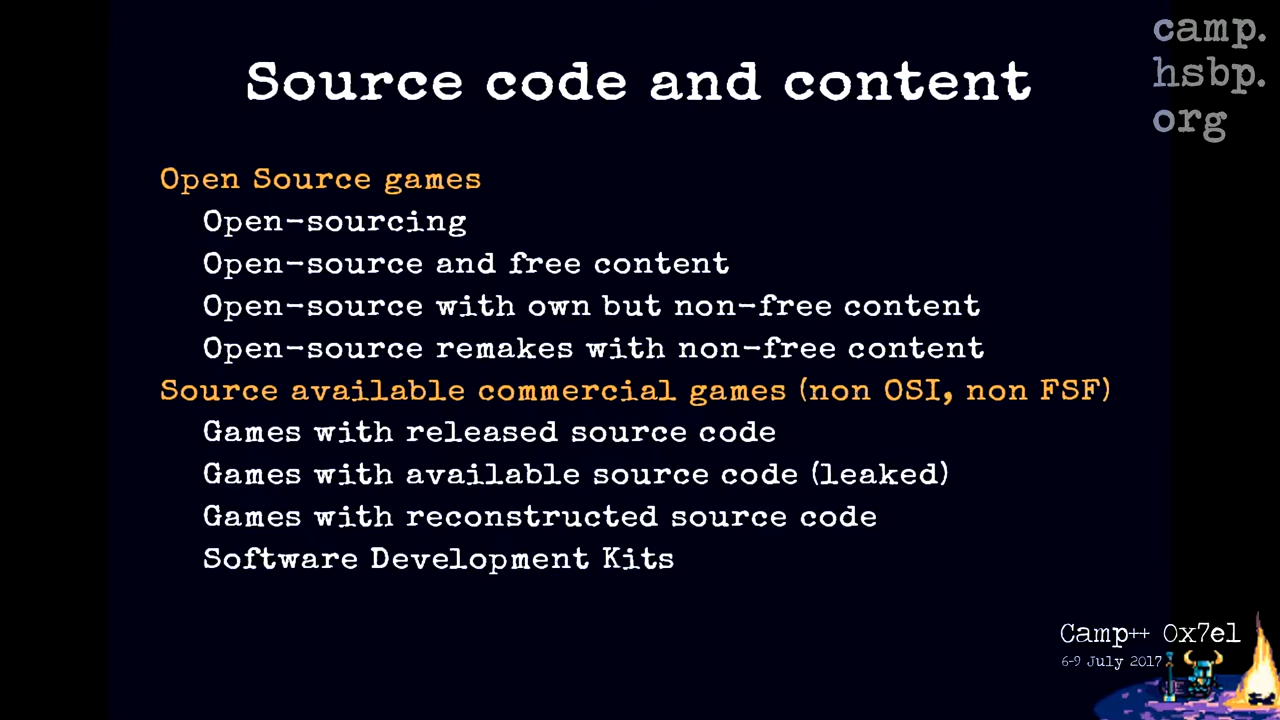 camp.
hsbp.
org
Source code and content
Open Source games
Open-sourcing
Open-source and free content
Open-source with own but non-free content
Open-source remakes with non-free content
Source available commercial games (non OSI, non FSF)
Games with released source code
Games with available source code (leaked)
Games with reconstructed source code
Software Development Kits
Camp++ 0x7e1
6-9 July 2017